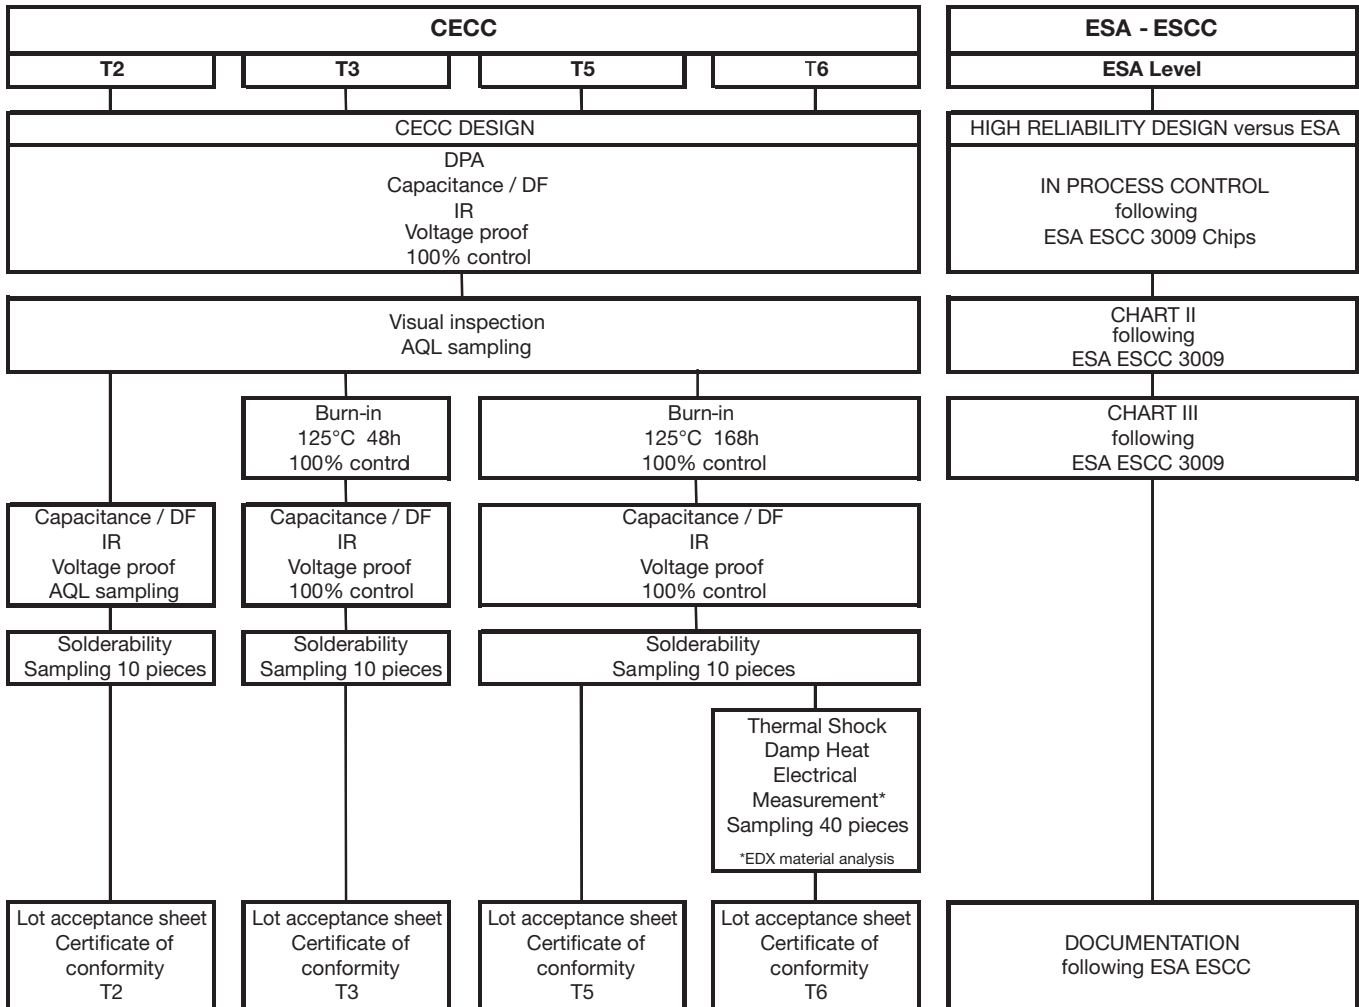 CECC
ESA - ESCC
T2
T3
T5
T6
ESA Level
CECC DESIGN
HIGH RELIABILITY DESIGN versus ESA
DPA
Capacitance / DF
IR
Voltage proof
100% control
IN PROCESS CONTROL
following
ESA ESCC 3009 Chips
Visual inspection
AQL sampling
CHART II
following
ESA ESCC 3009
Burn-in
125°C 48h
100% contrd
Burn-in
125°C 168h
100% control
CHART III
following
ESA ESCC 3009
Capacitance / DF
IR
Voltage proof
AQL sampling
Capacitance / DF
IR
Voltage proof
100% control
Capacitance / DF
IR
Voltage proof
100% control
Solderability
Sampling 10 pieces
Solderability
Sampling 10 pieces
Solderability
Sampling 10 pieces
Thermal Shock
Damp Heat
Electrical
Measurement*
Sampling 40 pieces
*EDX material analysis
Lot acceptance sheet
Certificate of
conformity
T2
Lot acceptance sheet
Certificate of
conformity
T3
Lot acceptance sheet
Certificate of
conformity
T5
Lot acceptance sheet
Certificate of
conformity
T6
DOCUMENTATION
following ESA ESCC